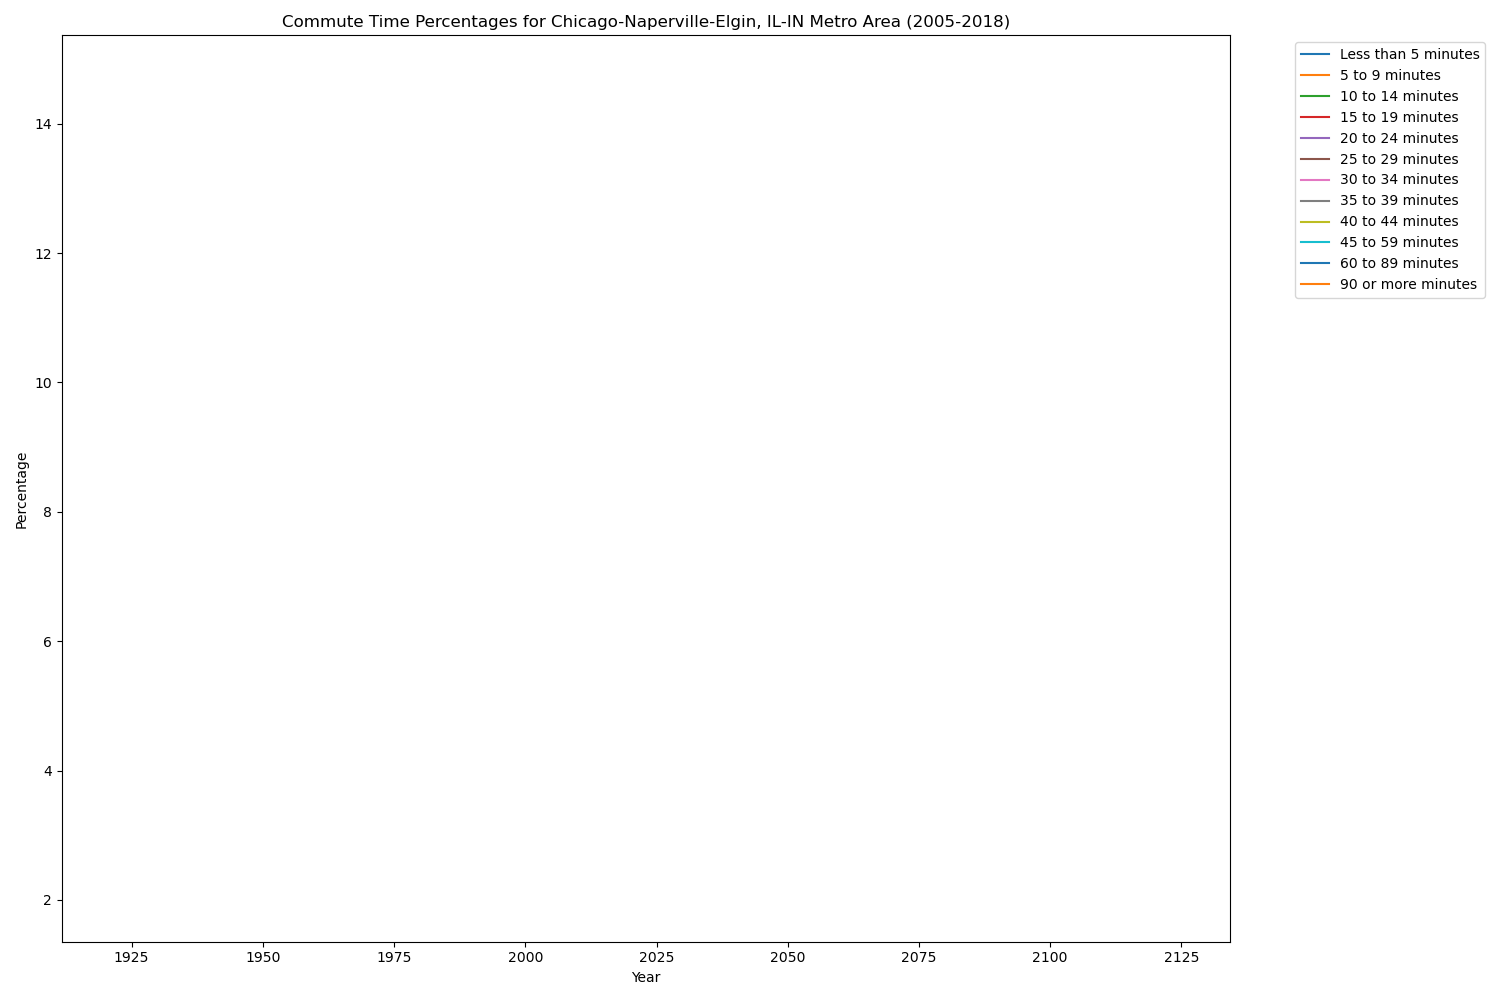 Commute Time Percentages for Chicago-Naperville-Elgin, IL-IN Metro Area (2005-2018)
Less than 5 minutes
5 to 9 minutes
10 to 14 minutes
15 to 19 minutes
20 to 24 minutes
25 to 29 minutes
30 to 34 minutes
35 to 39 minutes
40 to 44 minutes
45 to 59 minutes
60 to 89 minutes
90 or more minutes
14
12
10
8
6
4
2
Percentage
1925 1950 1975 2000 2025 2050 2075 2100 2125
Year